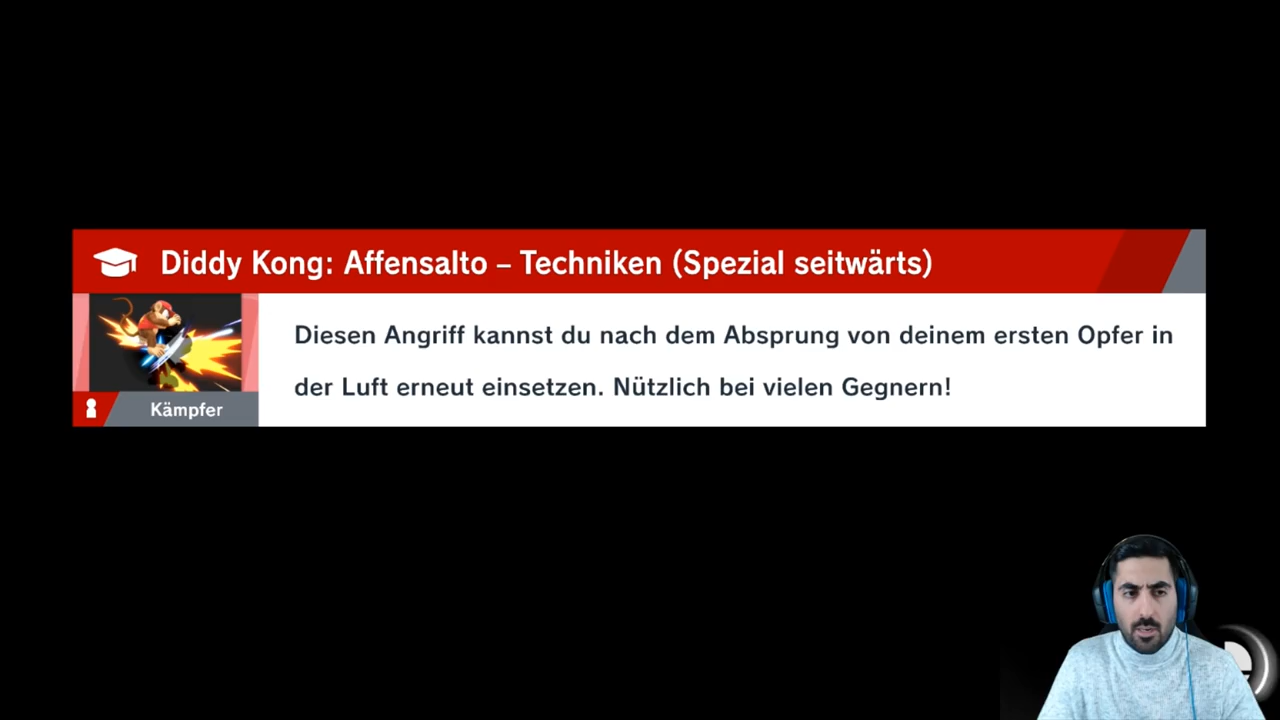 Diddy Kong: Affensalto – Techniken (Spezial seitwärts)
Diesen Angriff kannst du nach dem Absprung von deinem ersten Opfer in
der Luft erneut einsetzen. Nützlich bei vielen Gegnern!
Kämpfer